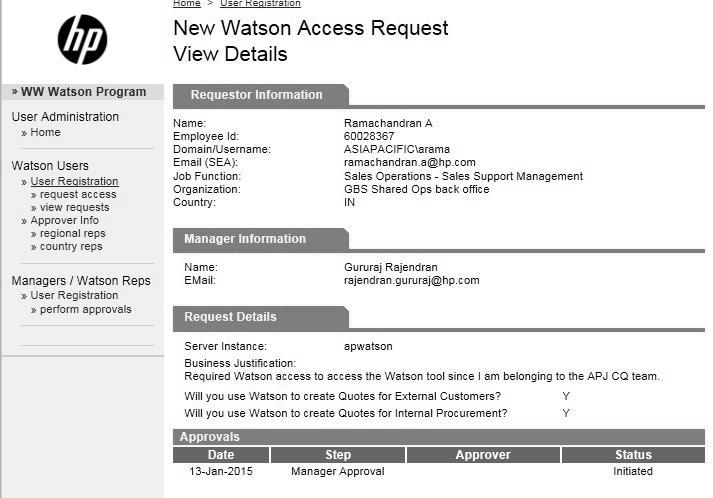 Home > User Registration
hp
New Watson Access Request
View Details
» WW Watson Program
User Administration
» Home
Watson Users
» User Registration
» request access
» view requests
» Approver Info
» regional reps
» country reps
Managers / Watson Reps
» User Registration
» perform approvals
Requestor Information
Name: Ramachandran A
Employee Id: 60028367
Domain/Username: ASIAPACIFIC\arama
Email (SEA): ramachandran.a@hp.com
Job Function: Sales Operations - Sales Support Management
Organization: GBS Shared Ops back office
Country: IN
Manager Information
Name: Gururaj Rajendran
EMail: rajendran.gururaj@hp.com
Request Details
Server Instance: apwatson
Business Justification:
Required Watson access to access the Watson tool since I am belonging to the APJ CQ team.
Will you use Watson to create Quotes for External Customers? Y
Will you use Watson to create Quotes for Internal Procurement? Y
Approvals
Date Step Approver Status
13-Jan-2015 Manager Approval Initiated